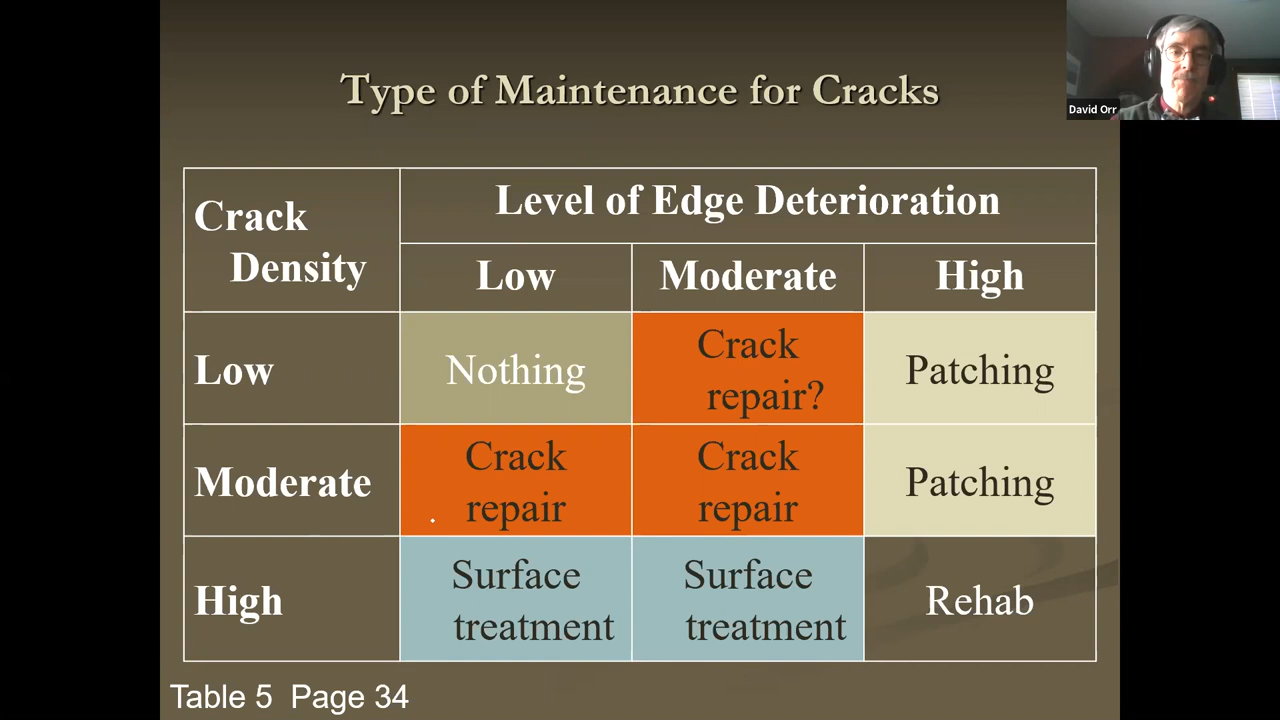 Type of Maintenance for Cracks
David Orr
Crack
Density
Level of Edge Deterioration
Low
Moderate
High
Low
Nothing
Crack
repair?
Patching
Moderate
Crack
repair
Crack
repair
Patching
High
Surface
treatment
Surface
treatment
Rehab
Table 5 Page 34